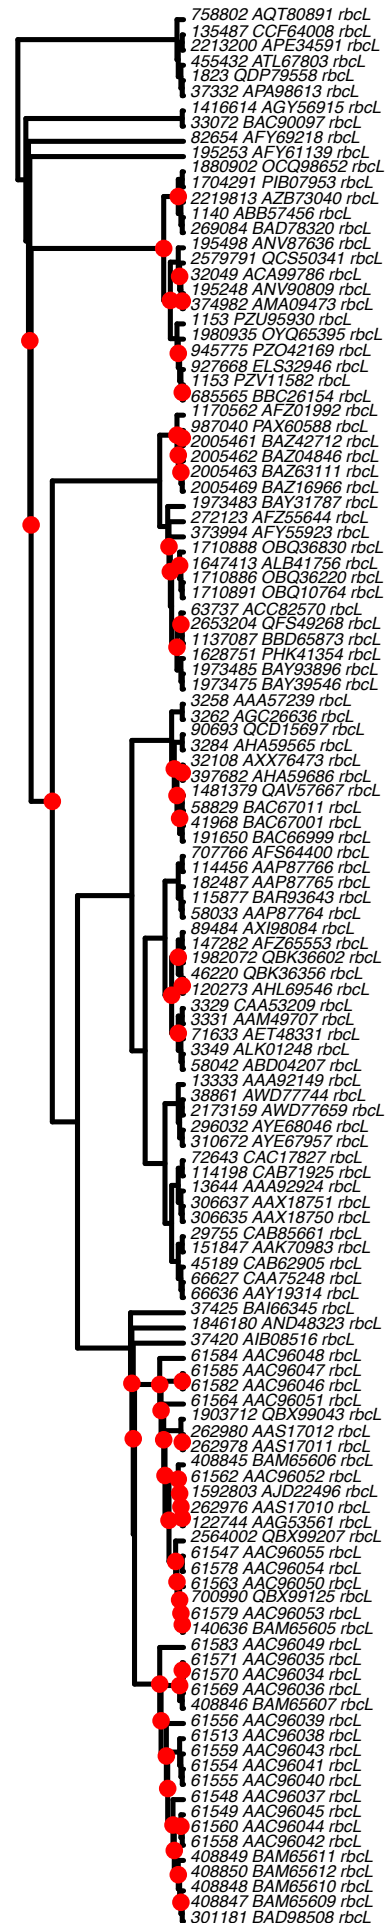 758802 AQT80891 rbcL
135487 CCF64008 rbcL
2213200 APE34591 rbcL
455432 ATL67803 rbcL
1823 QDP79558 rbcL
37332 APA98613 rbcL
1416614 AGY56915 rbcL
33072 BAC90097 rbcL
82654 AFY69218 rbcL
195253 AFY61139 rbcL
1880902 OCQ98652 rbcL
1704291 PIB07953 rbcL
2219813 AZB73040 rbcL
1140 ABB57456 rbcL
269084 BAD78320 rbcL
195498 ANV87636 rbcL
2579791 QCS50341 rbcL
32049 ACA99786 rbcL
195248 ANV90809 rbcL
374982 AMA09473 rbcL
1153 PZU95930 rbcL
1980935 OYQ65395 rbcL
945775 PZO42169 rbcL
927668 ELS32946 rbcL
1153 PZV11582 rbcL
685565 BBC26154 rbcL
1170562 AFZ01992 rbcL
987040 PAX60588 rbcL
2005461 BAZ42712 rbcL
2005462 BAZ04846 rbcL
2005463 BAZ63111 rbcL
2005469 BAZ16966 rbcL
1973483 BAY31787 rbcL
272123 AFZ55644 rbcL
373994 AFY55923 rbcL
1710888 OBQ36830 rbcL
1647413 ALB41756 rbcL
1710886 OBQ36220 rbcL
1710891 OBQ10764 rbcL
63737 ACC82570 rbcL
2653204 QFS49268 rbcL
1137087 BBD65873 rbcL
1628751 PHK41354 rbcL
1973485 BAY93896 rbcL
1973475 BAY39546 rbcL
3258 AAA57239 rbcL
3262 AGC26636 rbcL
90693 QCD15697 rbcL
3284 AHA59565 rbcL
32108 AXX76473 rbcL
397682 AHA59686 rbcL
1481379 QAV57667 rbcL
58829 BAC67011 rbcL
41968 BAC67001 rbcL
191650 BAC66999 rbcL
707766 AFS64400 rbcL
114456 AAP87766 rbcL
182487 AAP87765 rbcL
115877 BAR93643 rbcL
58033 AAP87764 rbcL
89484 AXI98084 rbcL
147282 AFZ65553 rbcL
1982072 QBK36602 rbcL
46220 QBK36356 rbcL
120273 AHL69546 rbcL
3329 CAA53209 rbcL
3331 AAM49707 rbcL
71633 AET48331 rbcL
3349 ALK01248 rbcL
58042 ABD04207 rbcL
13333 AAA92149 rbcL
38861 AWD77744 rbcL
2173159 AWD77659 rbcL
296032 AYE68046 rbcL
310672 AYE67957 rbcL
72643 CAC17827 rbcL
114198 CAB71925 rbcL
13644 AAA92924 rbcL
306637 AAX18751 rbcL
306635 AAX18750 rbcL
29755 CAB85661 rbcL
151847 AAK70983 rbcL
45189 CAB62905 rbcL
66627 CAA75248 rbcL
66636 AAY19314 rbcL
37425 BAI66345 rbcL
1846180 AND48323 rbcL
37420 AIB08516 rbcL
61584 AAC96048 rbcL
61585 AAC96047 rbcL
61582 AAC96046 rbcL
61564 AAC96051 rbcL
1903712 QBX99043 rbcL
262980 AAS17012 rbcL
262978 AAS17011 rbcL
408845 BAM65606 rbcL
61562 AAC96052 rbcL
1592803 AJD22496 rbcL
262976 AAS17010 rbcL
122744 AAG53561 rbcL
2564002 QBX99207 rbcL
61547 AAC96055 rbcL
61578 AAC96054 rbcL
61563 AAC96050 rbcL
700990 QBX99125 rbcL
61579 AAC96053 rbcL
140636 BAM65605 rbcL
61583 AAC96049 rbcL
61571 AAC96035 rbcL
61570 AAC96034 rbcL
61569 AAC96036 rbcL
408846 BAM65607 rbcL
61556 AAC96039 rbcL
61513 AAC96038 rbcL
61559 AAC96043 rbcL
61554 AAC96041 rbcL
61555 AAC96040 rbcL
61548 AAC96037 rbcL
61549 AAC96045 rbcL
61560 AAC96044 rbcL
61558 AAC96042 rbcL
408849 BAM65611 rbcL
408850 BAM65612 rbcL
408848 BAM65610 rbcL
408847 BAM65609 rbcL
301181 BAD98508 rbcL